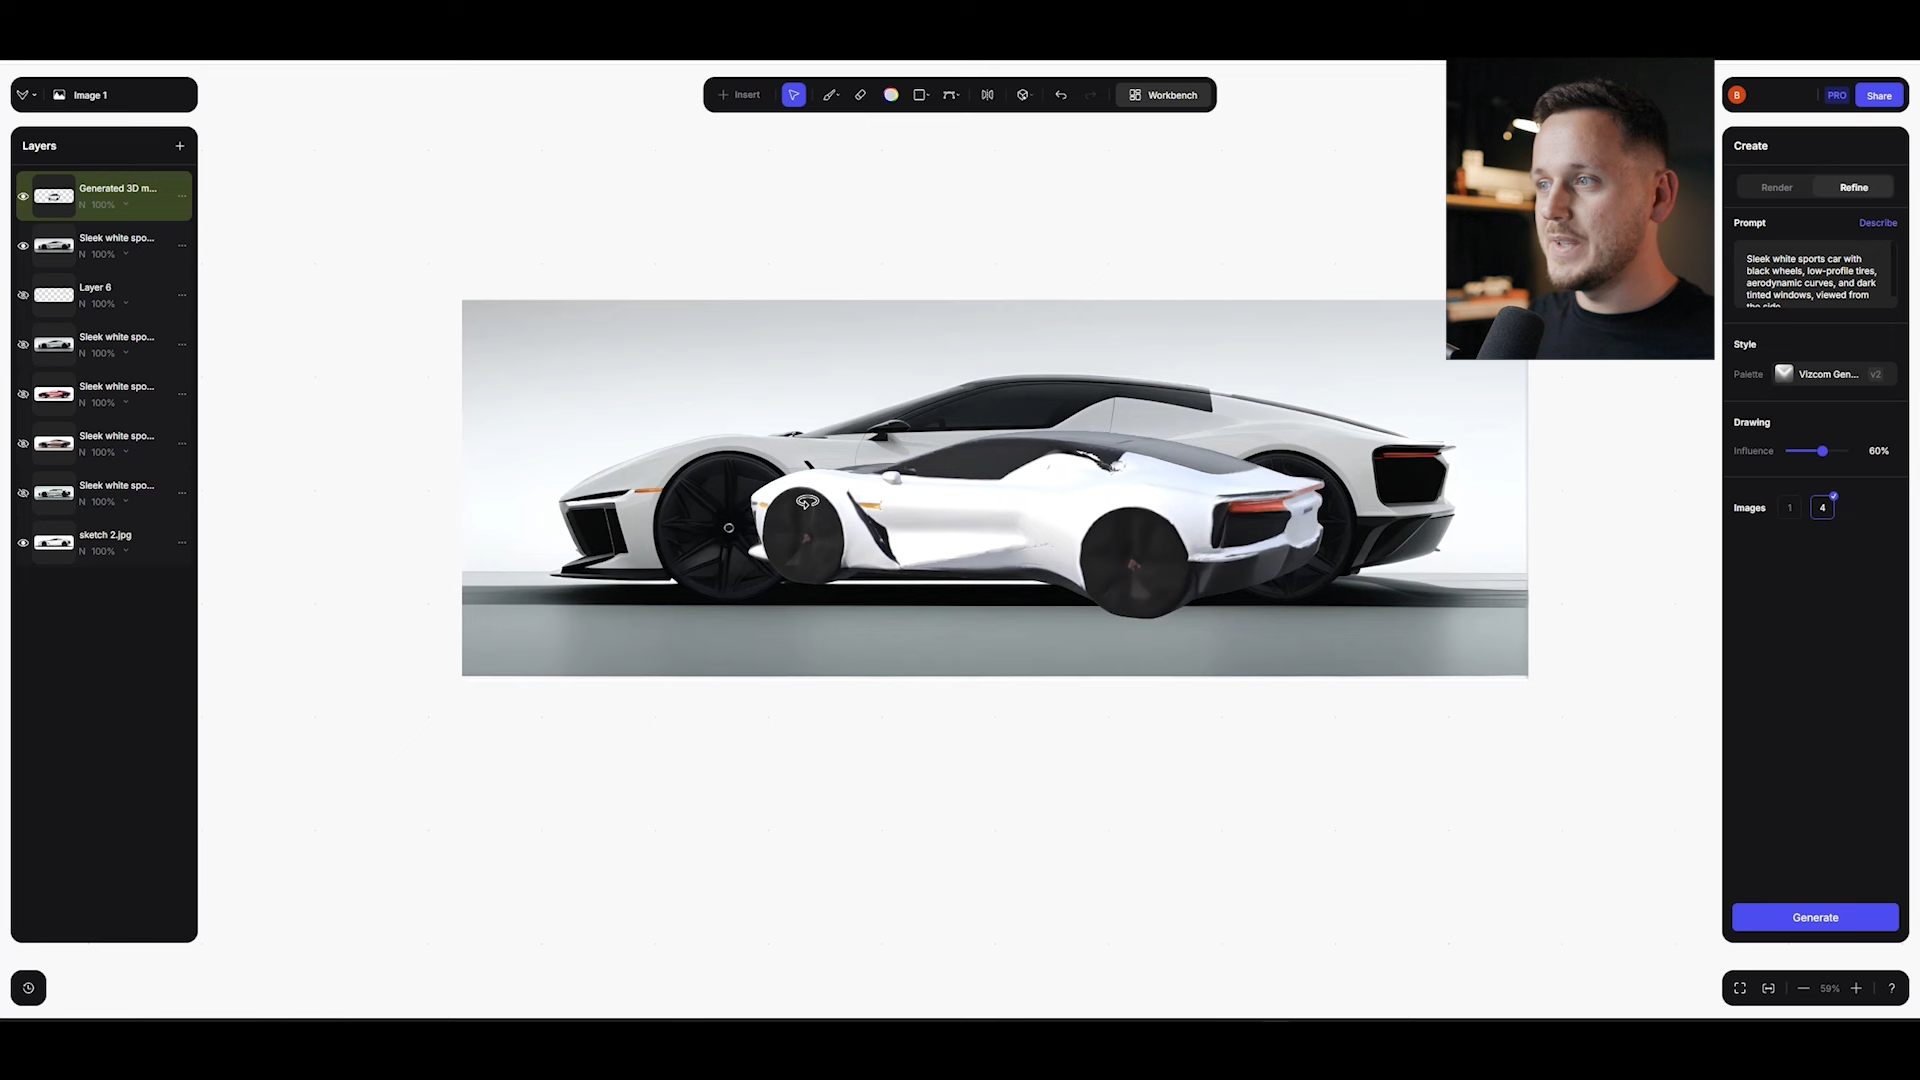 Image 1
Insert
Workbench
B
PRO
Share
Layers
Generated 3D m...
N 100%
Sleek white spo...
N 100%
Layer 6
N 100%
Sleek white spo...
N 100%
Sleek white spo...
N 100%
Sleek white spo...
N 100%
Sleek white spo...
N 100%
sketch 2.jpg
N 100%
Create
Render
Refine
Prompt
Describe
Sleek white sports car with
black wheels, low-profile tires,
aerodynamic curves, and dark
tinted windows, viewed from
the side
Style
Palette
Vizcom Gen...
v2
Drawing
Influence
60%
Images
1
4
Generate
59%
?